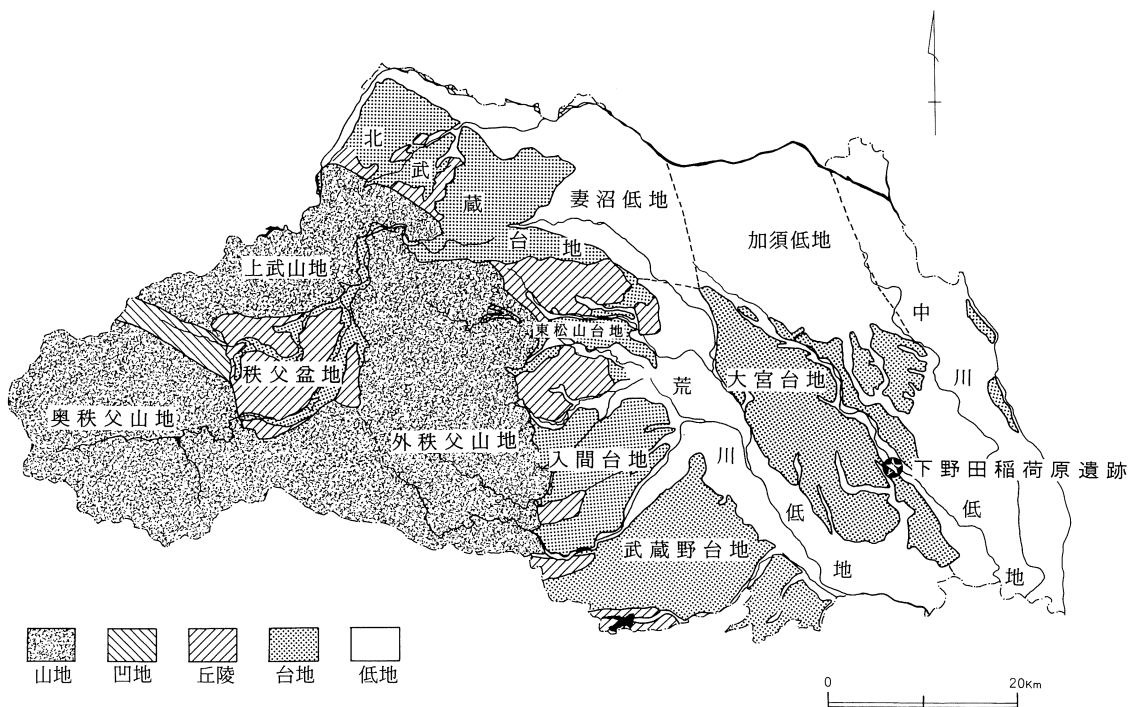 北武蔵台地
妻沼低地
加須低地
上武山地
中川低地
東松山台地
秩父盆地
大宮台地
荒川低地
奥秩父山地
外秩父山地
入間台地
下野田稲荷原遺跡
武蔵野台地
山地
凹地
丘陵
台地
低地
0
20Km